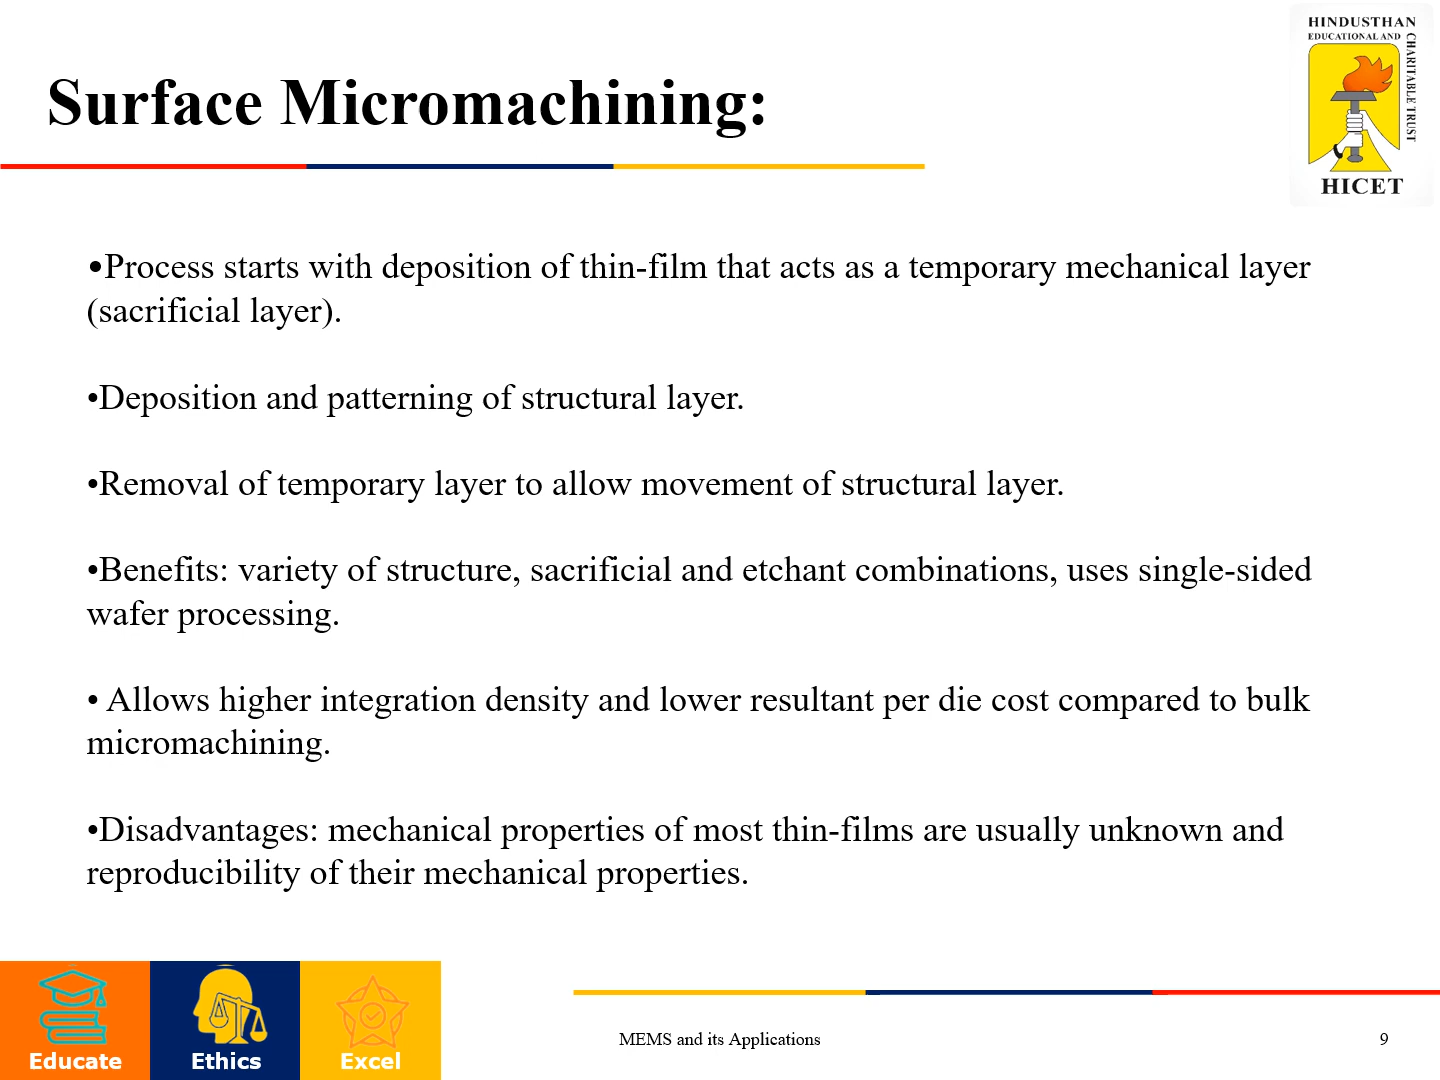 HINDUSTHAN
EDUCATIONAL AND
CHARITABLE TRUST
HICET
Surface Micromachining:
•Process starts with deposition of thin-film that acts as a temporary mechanical layer
(sacrificial layer).
•Deposition and patterning of structural layer.
•Removal of temporary layer to allow movement of structural layer.
•Benefits: variety of structure, sacrificial and etchant combinations, uses single-sided
wafer processing.
• Allows higher integration density and lower resultant per die cost compared to bulk
micromachining.
•Disadvantages: mechanical properties of most thin-films are usually unknown and
reproducibility of their mechanical properties.
Educate
Ethics
Excel
MEMS and its Applications
9